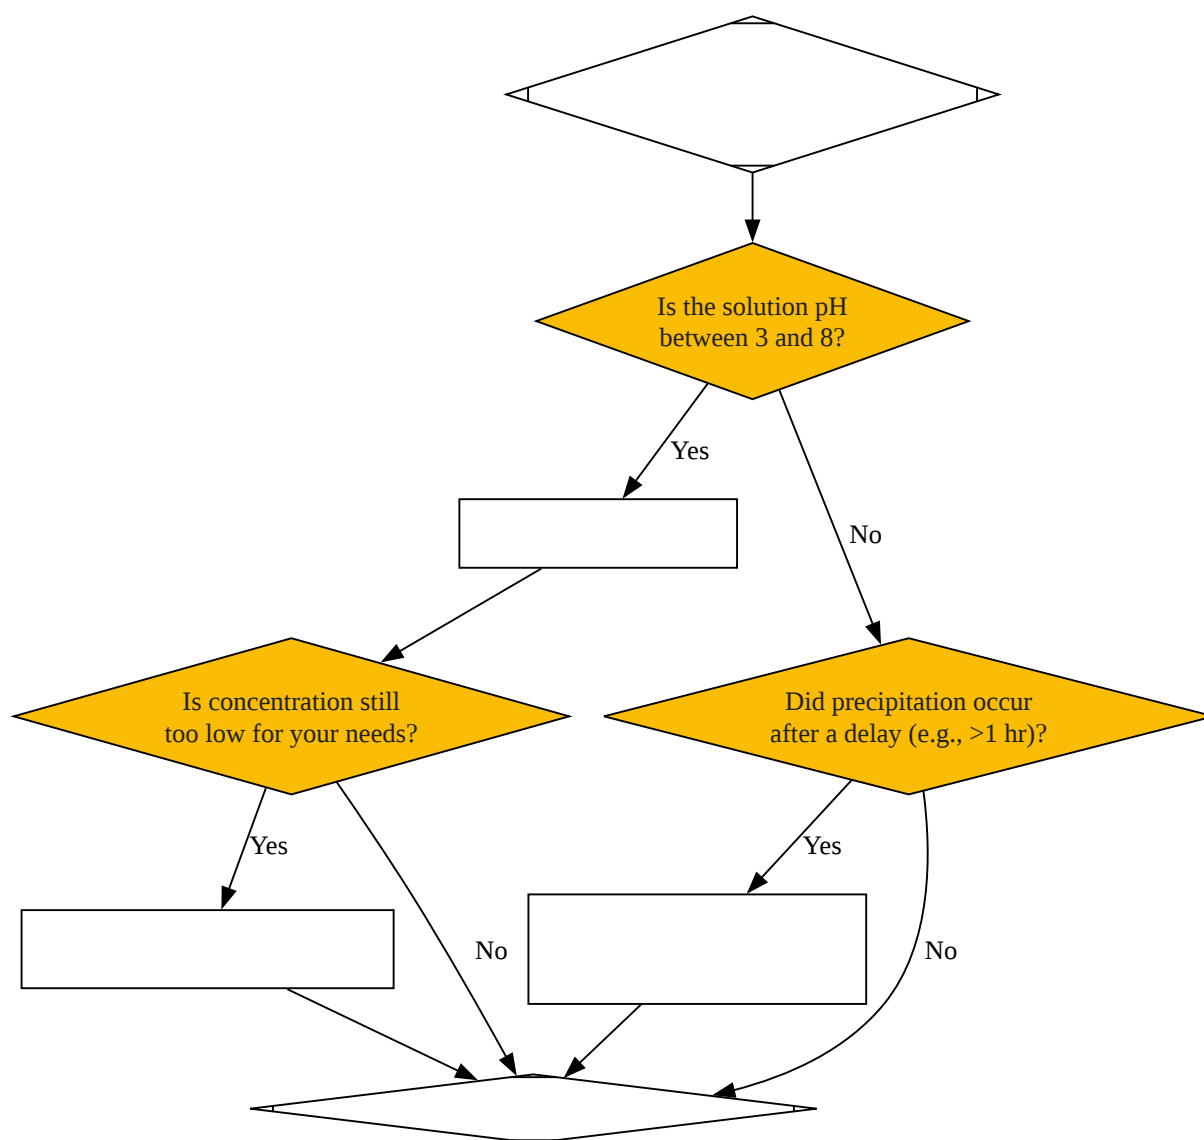 Is the solution pH
between 3 and 8?
Yes
No
Is concentration still
too low for your needs?
Did precipitation occur
after a delay (e.g., >1 hr)?
Yes
Yes
No
No